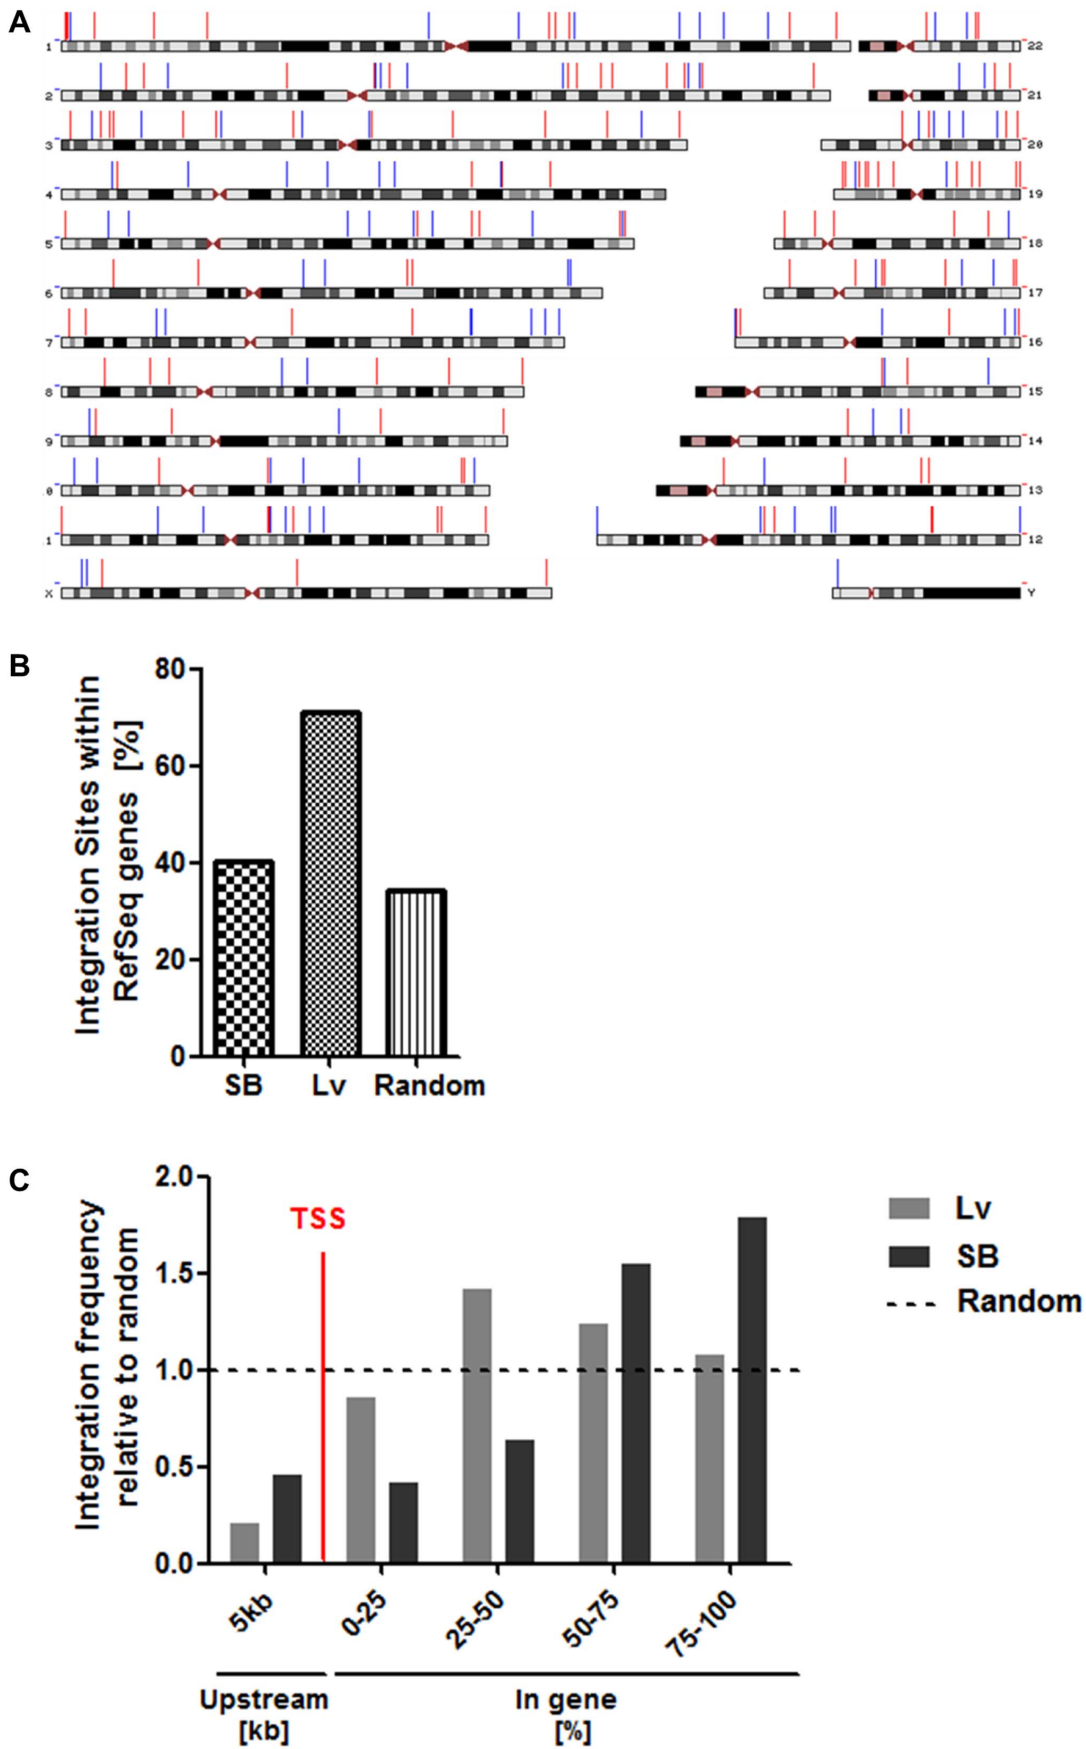 A
1 22
2 21
3 20
4 19
5 18
6 17
7 16
8 15
9 14
0 13
1 12
X Y
B
Integration Sites within
RefSeq genes [%]
80
60
40
20
0
SB Lv Random
C
Integration frequency
relative to random
2.0
1.5
1.0
0.5
0.0
TSS
Lv
SB
Random
5kb 0-25 25-50 50-75 75-100
Upstream In gene
[kb] [%]